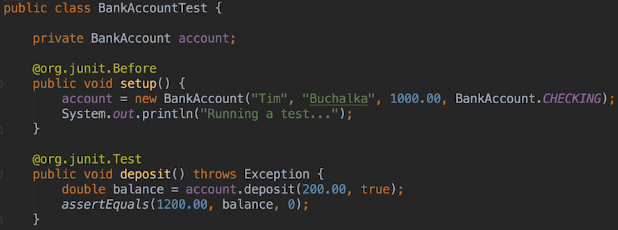 public class BankAccountTest {
private BankAccount account;
@org.junit.Before
public void setup() {
account = new BankAccount("Tim", "Buchalka", 1000.00, BankAccount.CHECKING);
System.out.println("Running a test...");
}
@org.junit.Test
public void deposit() throws Exception {
double balance = account.deposit(200.00, true);
assertEquals(1200.00, balance, 0);
}